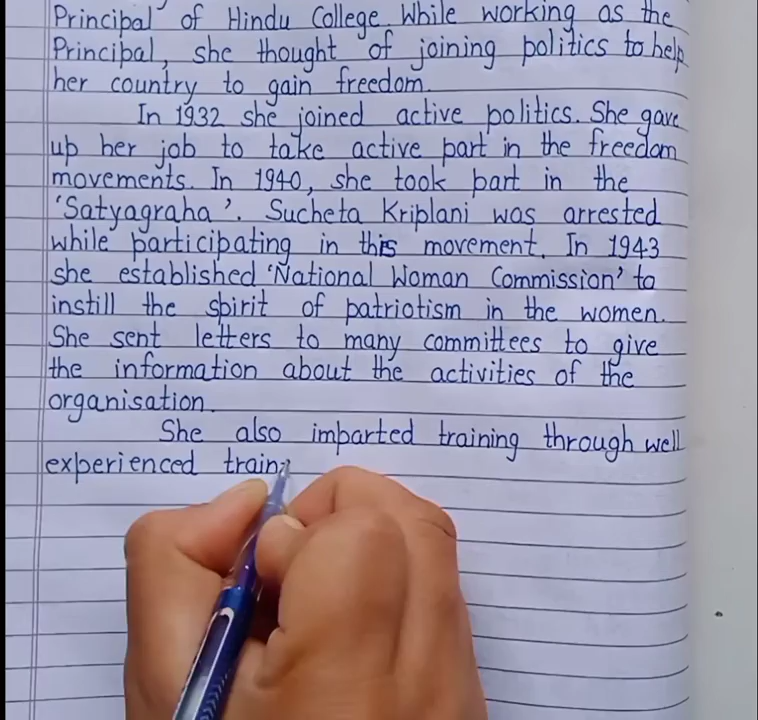 Principal of Hindu College. While working as the
Principal, she thought of joining politics to help
her country to gain freedom.
In 1932 she joined active politics. She gave
up her job to take active part in the freedom
movements. In 1940, she took part in the
'Satyagraha'. Sucheta Kriplani was arrested
while participating in this movement. In 1943
she established 'National Woman Commission' to
instill the spirit of patriotism in the women.
She sent letters to many committees to give
the information about the activities of the
organisation.
She also imparted training through well
experienced train